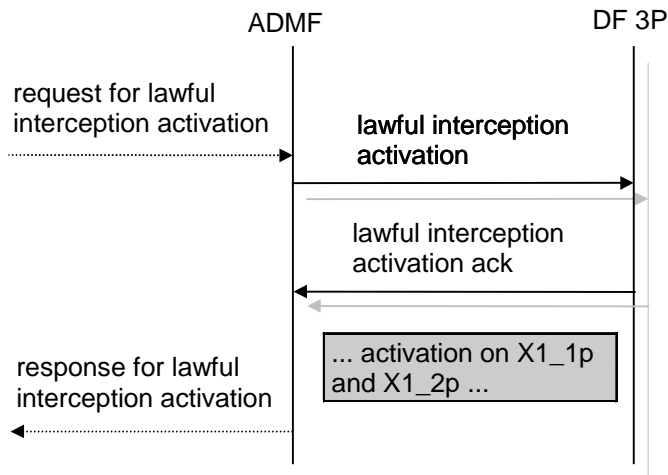 ADMF
DF 3P
request for lawful
interception activation
lawful interception
activation
lawful interception
activation ack
... activation on X1_1p
and X1_2p ...
response for lawful
interception activation